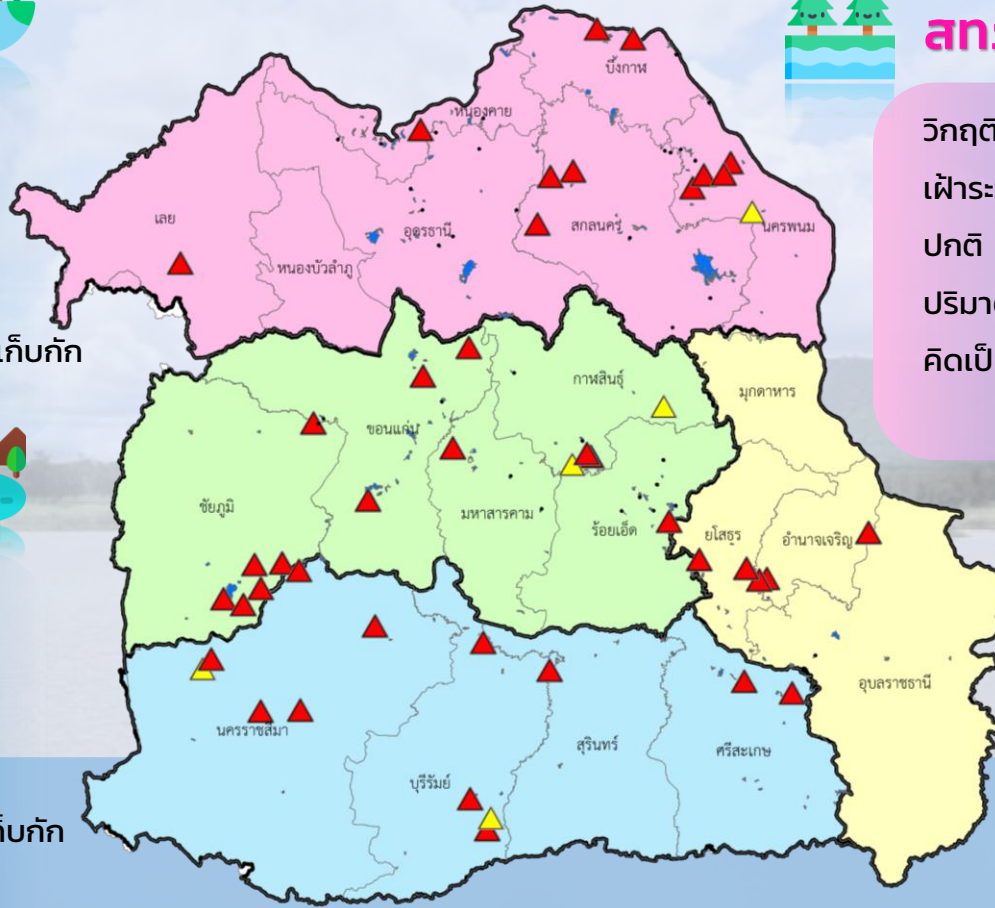 สท
วิกฤติ
เฝ้าระ
ปกติ
ปริมา
คิดเป็
เก็บกัก
ก็บกัก
บึงกาฬ
หนองคาย
เลย
อุดรธานี
สกลนคร
นครพนม
หนองบัวลำภู
กาฬสินธุ์
มุกดาหาร
ขอนแก่น
ชัยภูมิ
มหาสารคาม
ร้อยเอ็ด
ยโสธร
อำนาจเจริญ
อุบลราชธานี
นครราชสีมา
สุรินทร์
ศรีสะเกษ
บุรีรัมย์